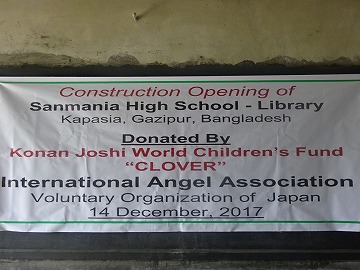 Construction Opening of
Sanmania High School - Library
Kapasia, Gazipur, Bangladesh
Donated By
Konan Joshi World Children's Fund
"CLOVER"
International Angel Association
Voluntary Organization of Japan
14 December, 2017